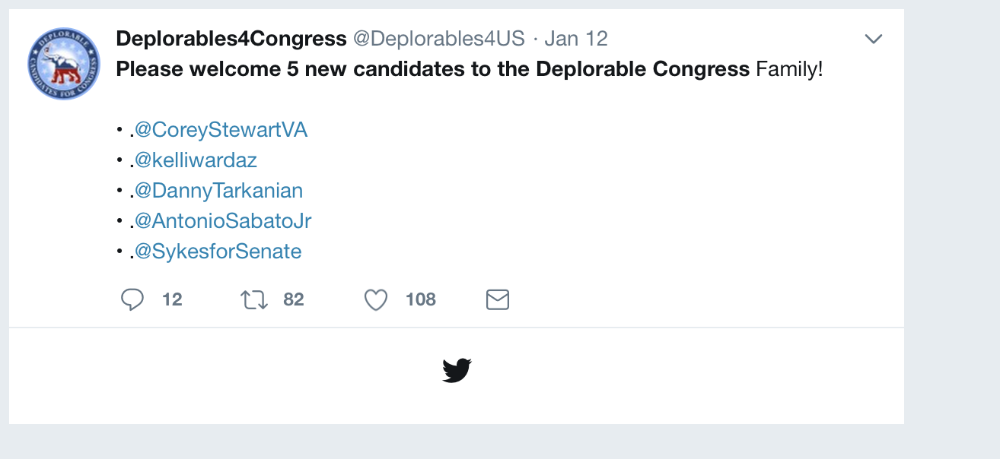 Deplorables4Congress @Deplorables4US · Jan 12
Please welcome 5 new candidates to the Deplorable Congress Family!
• .@CoreyStewartVA
• .@kelliwardaz
• .@DannyTarkanian
• .@AntonioSabatoJr
• .@SykesforSenate
12 82 108
DEPLORABLE
CANDIDATES FOR CONGRESS